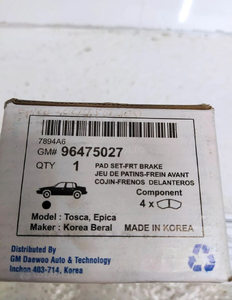 7894A6
GM# 96475027
QTY 1 PAD SET-FRT BRAKE
JEU DE PATINS-FREIN AVANT
COJIN-FRENOS DELANTEROS
Component
4 x
Model : Tosca, Epica
Maker : Korea Beral MADE IN KOREA
Distributed By
GM Daewoo Auto & Technology
Inchon 403-714, Korea